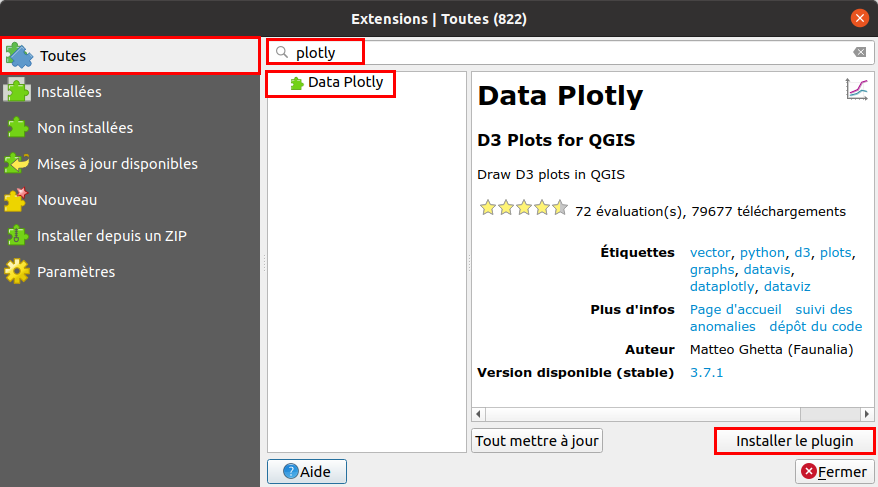 Extensions | Toutes (822)
Toutes
Installées
Non installées
Mises à jour disponibles
Nouveau
Installer depuis un ZIP
Paramètres
plotly
Data Plotly
Data Plotly
D3 Plots for QGIS
Draw D3 plots in QGIS
72 évaluation(s), 79677 téléchargements
Étiquettes vector, python, d3, plots,
graphs, datavis,
dataplotly, dataviz
Plus d'infos Page d'accueil suivi des
anomalies dépôt du code
Auteur Matteo Ghetta (Faunalia)
Version disponible (stable) 3.7.1
Tout mettre à jour
Installer le plugin
Aide
Fermer